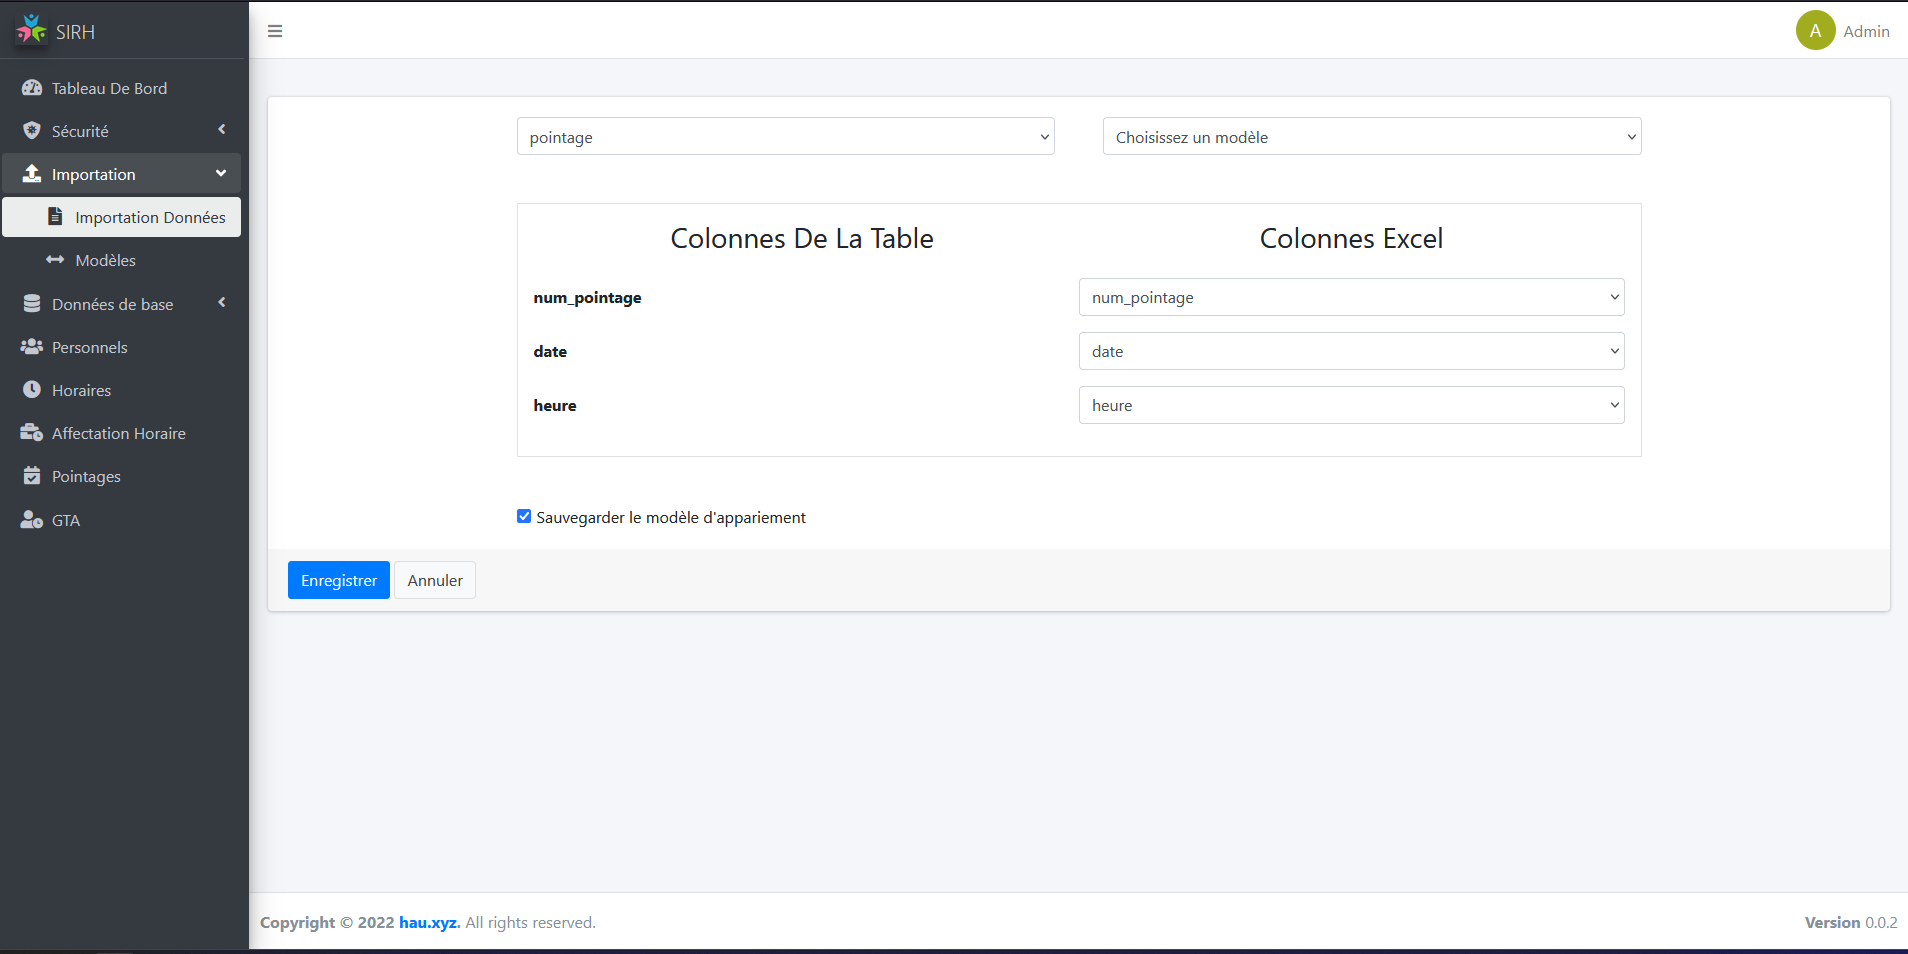 SIRH
A Admin
Tableau De Bord
Sécurité
Importation
Importation Données
Modèles
Données de base
Personnels
Horaires
Affectation Horaire
Pointages
GTA
pointage
Choisissez un modèle
Colonnes De La Table
Colonnes Excel
num_pointage
num_pointage
date
date
heure
heure
Sauvegarder le modèle d'appariement
Enregistrer
Annuler
Copyright © 2022 hau.xyz. All rights reserved.
Version 0.0.2